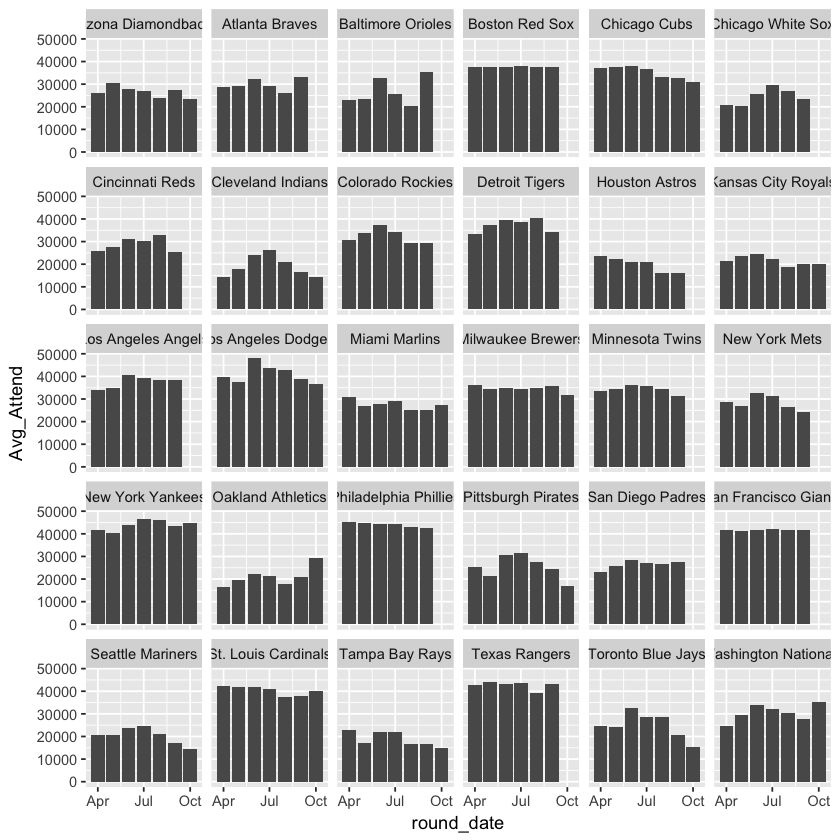 zona Diamondbac
Atlanta Braves
Baltimore Orioles
Boston Red Sox
Chicago Cubs
Chicago White Sox
50000
40000
30000
20000
10000
0
Cincinnati Reds
Cleveland Indians
Colorado Rockies
Detroit Tigers
Houston Astros
Kansas City Royals
50000
40000
30000
20000
10000
0
Los Angeles Angels
os Angeles Dodge
Miami Marlins
Milwaukee Brewers
Minnesota Twins
New York Mets
50000
40000
30000
20000
10000
0
Avg_Attend
New York Yankees
Oakland Athletics
Philadelphia Phillie
Pittsburgh Pirates
San Diego Padres
an Francisco Gian
50000
40000
30000
20000
10000
0
Seattle Mariners
St. Louis Cardinals
Tampa Bay Rays
Texas Rangers
Toronto Blue Jays
ashington Nationa
50000
40000
30000
20000
10000
0
Apr Jul Oct
Apr Jul Oct
Apr Jul Oct
Apr Jul Oct
Apr Jul Oct
Apr Jul Oct
round_date